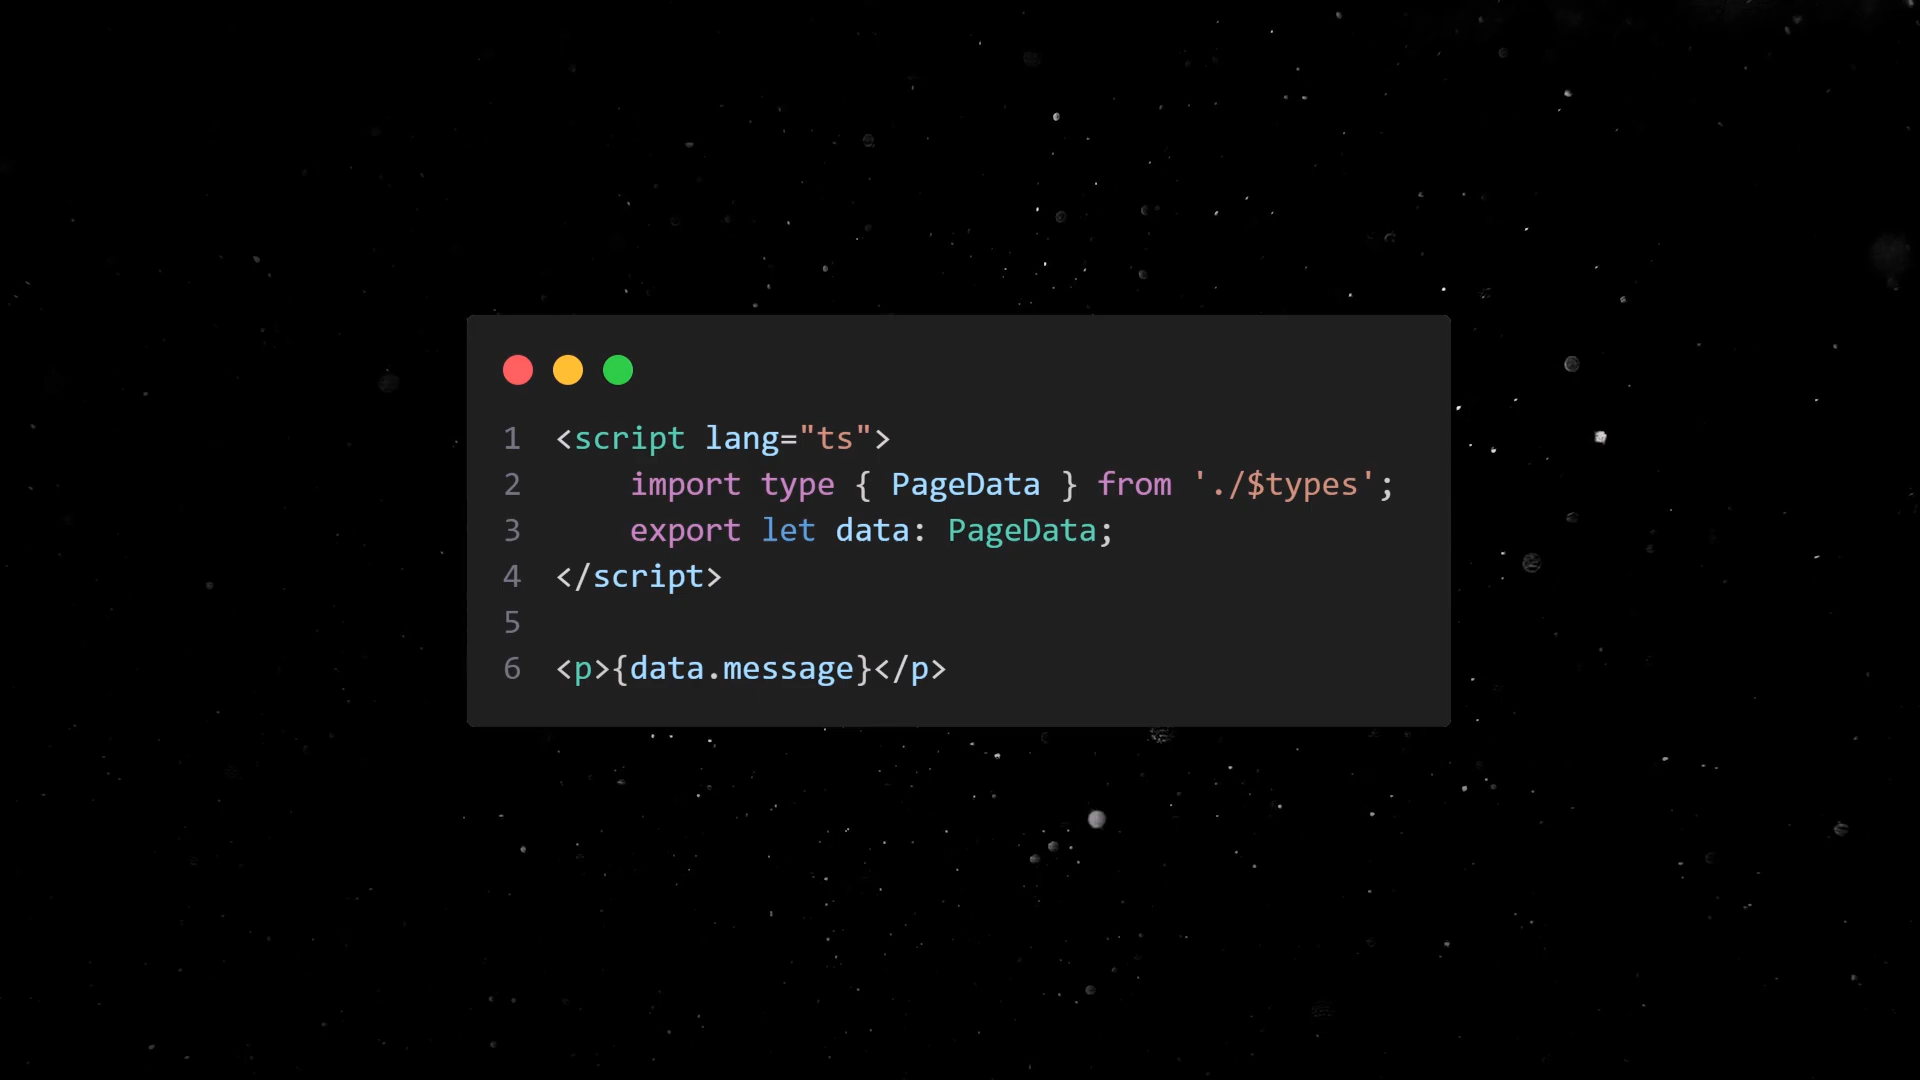 1 <script lang="ts">
2 import type { PageData } from './$types';
3 export let data: PageData;
4 </script>
5
6 <p>{data.message}</p>